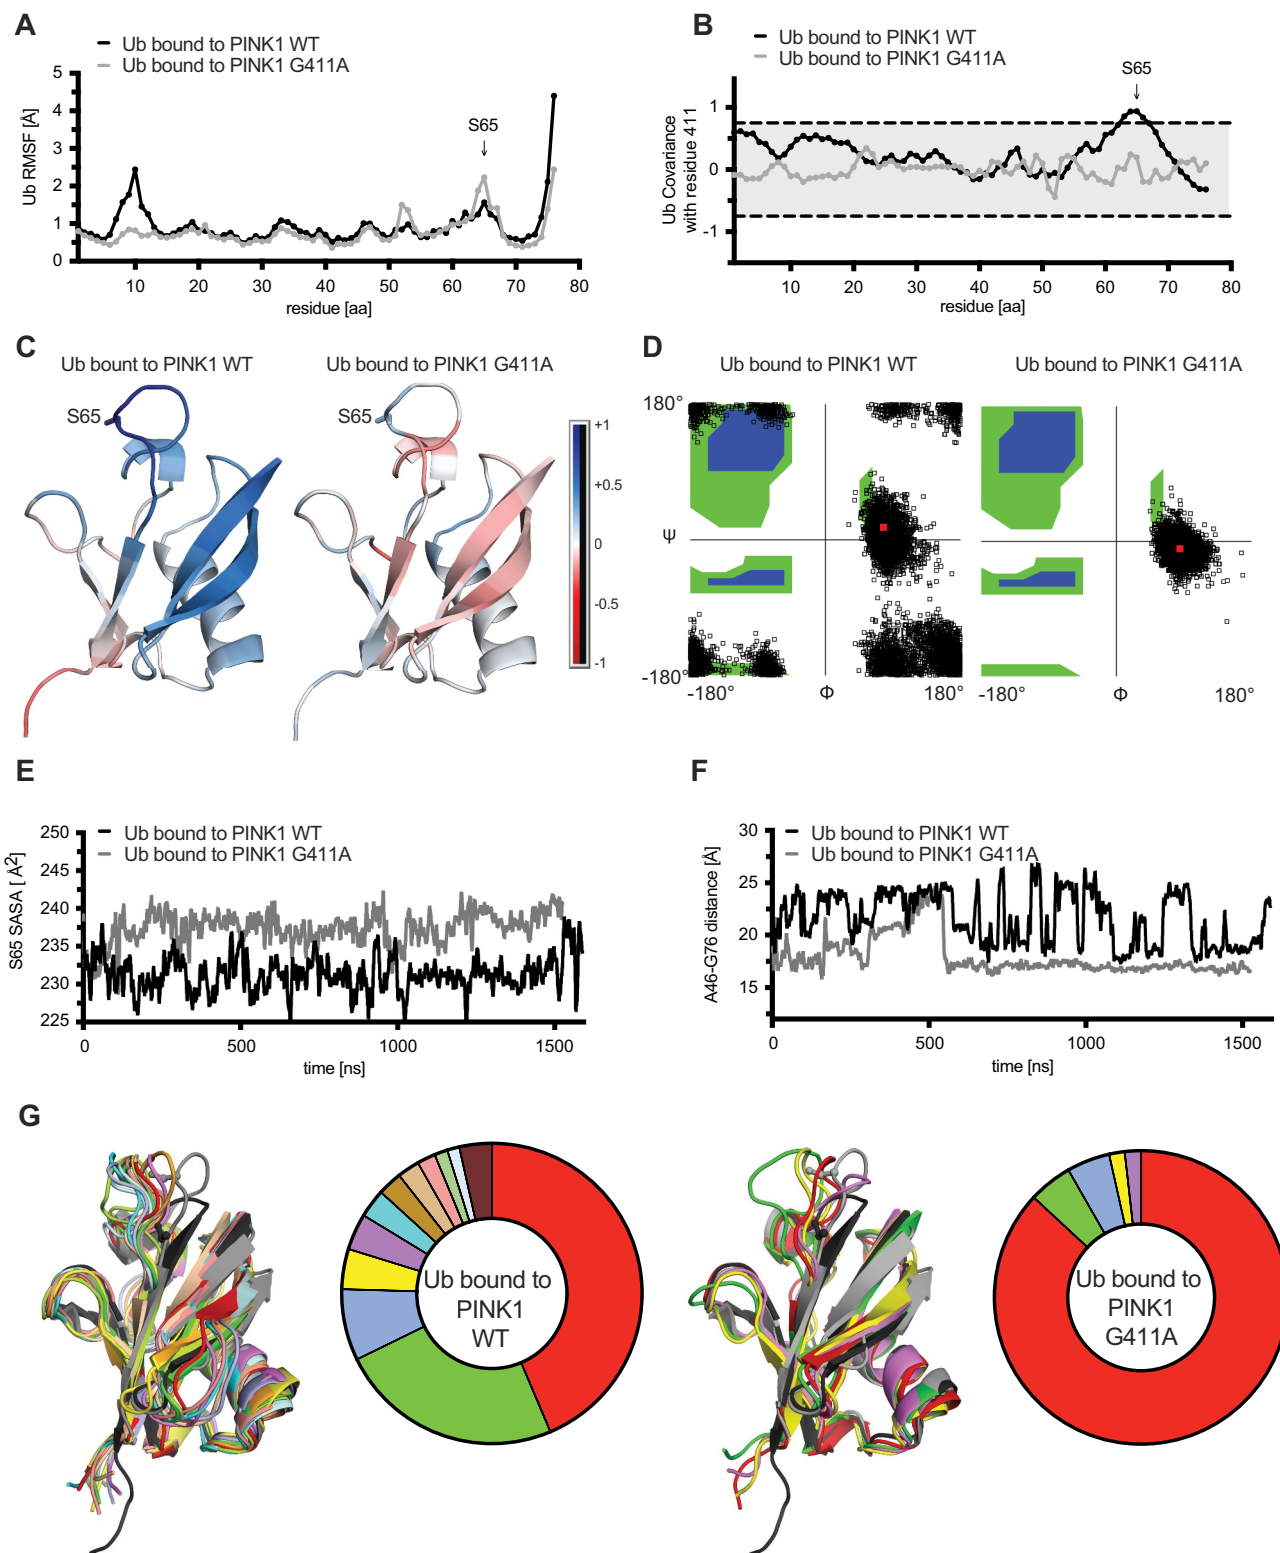 A
Ub bound to PINK1 WT
Ub bound to PINK1 G411A
Ub RMSF [Å]
5
4
3
2
1
0
S65
10
20
30
40
50
60
70
80
residue [aa]
B
Ub bound to PINK1 WT
Ub bound to PINK1 G411A
Ub Covariance
with residue 411
1
0
-1
S65
10
20
30
40
50
60
70
80
residue [aa]
C
Ub bount to PINK1 WT
Ub bound to PINK1 G411A
S65
S65
+1
+0.5
0
-0.5
-1
D
Ub bound to PINK1 WT
Ub bound to PINK1 G411A
180°
Ψ
-180°
-180°
Φ
180°
-180°
Φ
180°
E
Ub bound to PINK1 WT
Ub bound to PINK1 G411A
S65 SASA [ Å2]
250
245
240
235
230
225
0
500
1000
1500
time [ns]
F
Ub bound to PINK1 WT
Ub bound to PINK1 G411A
A46-G76 distance [Å]
30
25
20
15
0
500
1000
1500
time [ns]
G
Ub bound to
PINK1
WT
Ub bound to
PINK1
G411A